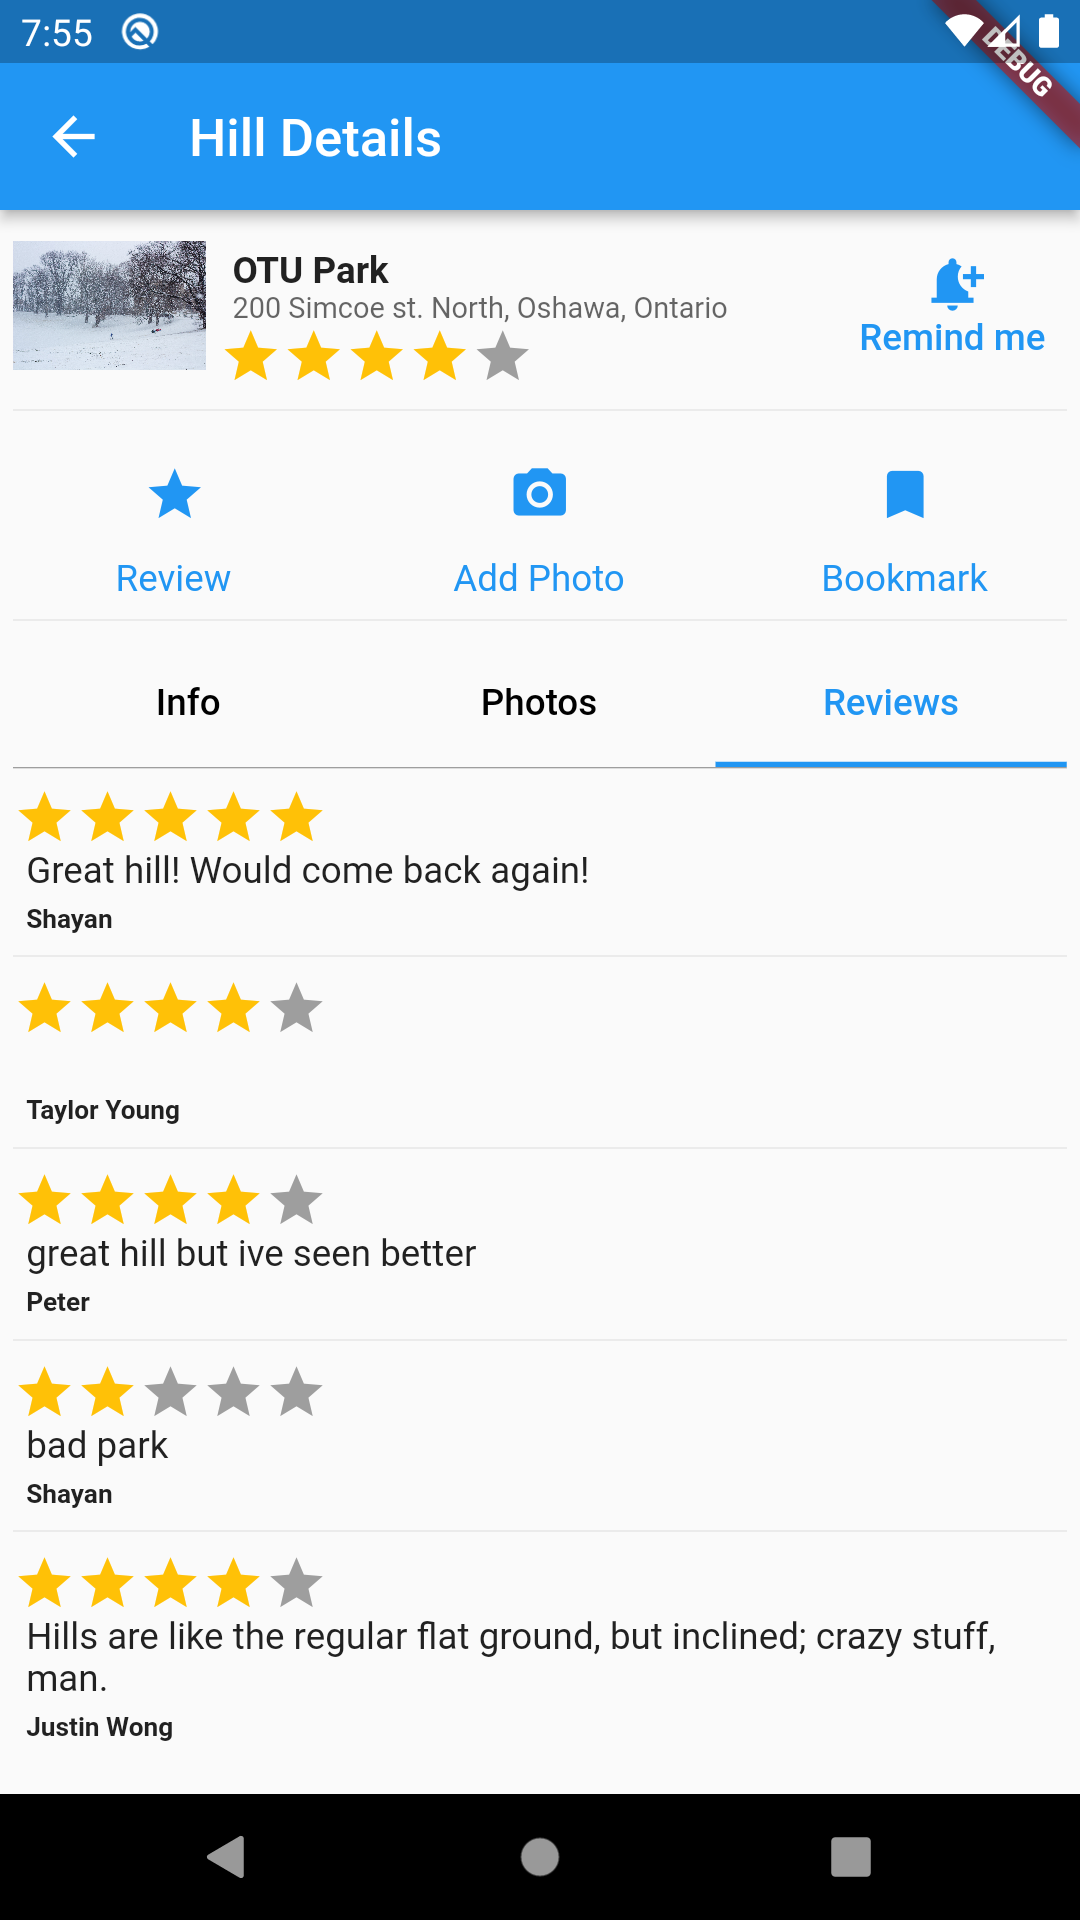 7:55
DEBUG
Hill Details
OTU Park
200 Simcoe st. North, Oshawa, Ontario
Remind me
Review
Add Photo
Bookmark
Info
Photos
Reviews
Great hill! Would come back again!
Shayan
Taylor Young
great hill but ive seen better
Peter
bad park
Shayan
Hills are like the regular flat ground, but inclined; crazy stuff,
man.
Justin Wong